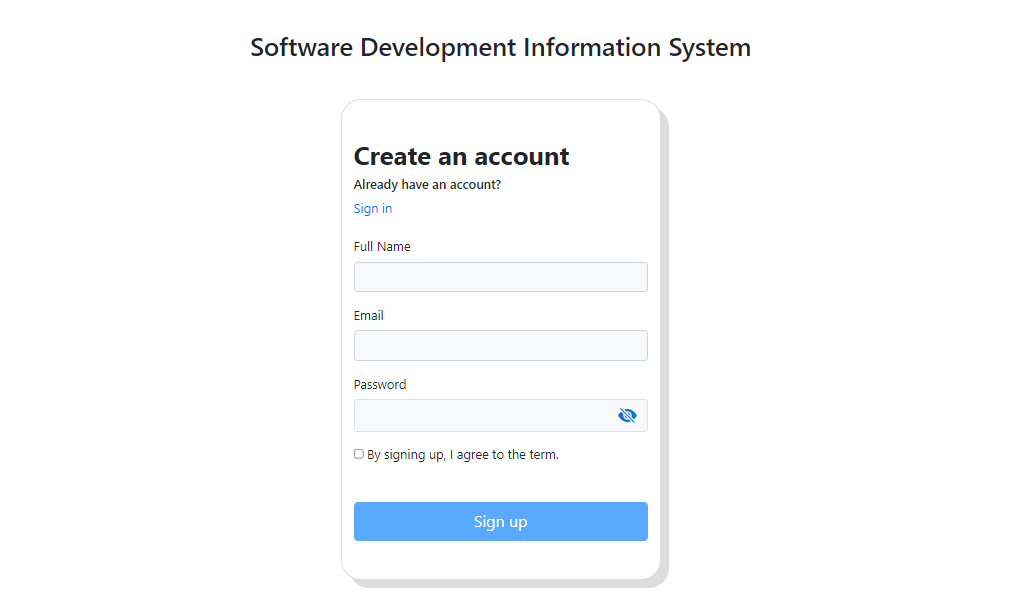 Software Development Information System
Create an account
Already have an account?
Sign in
Full Name
Email
Password
By signing up, I agree to the term.
Sign up